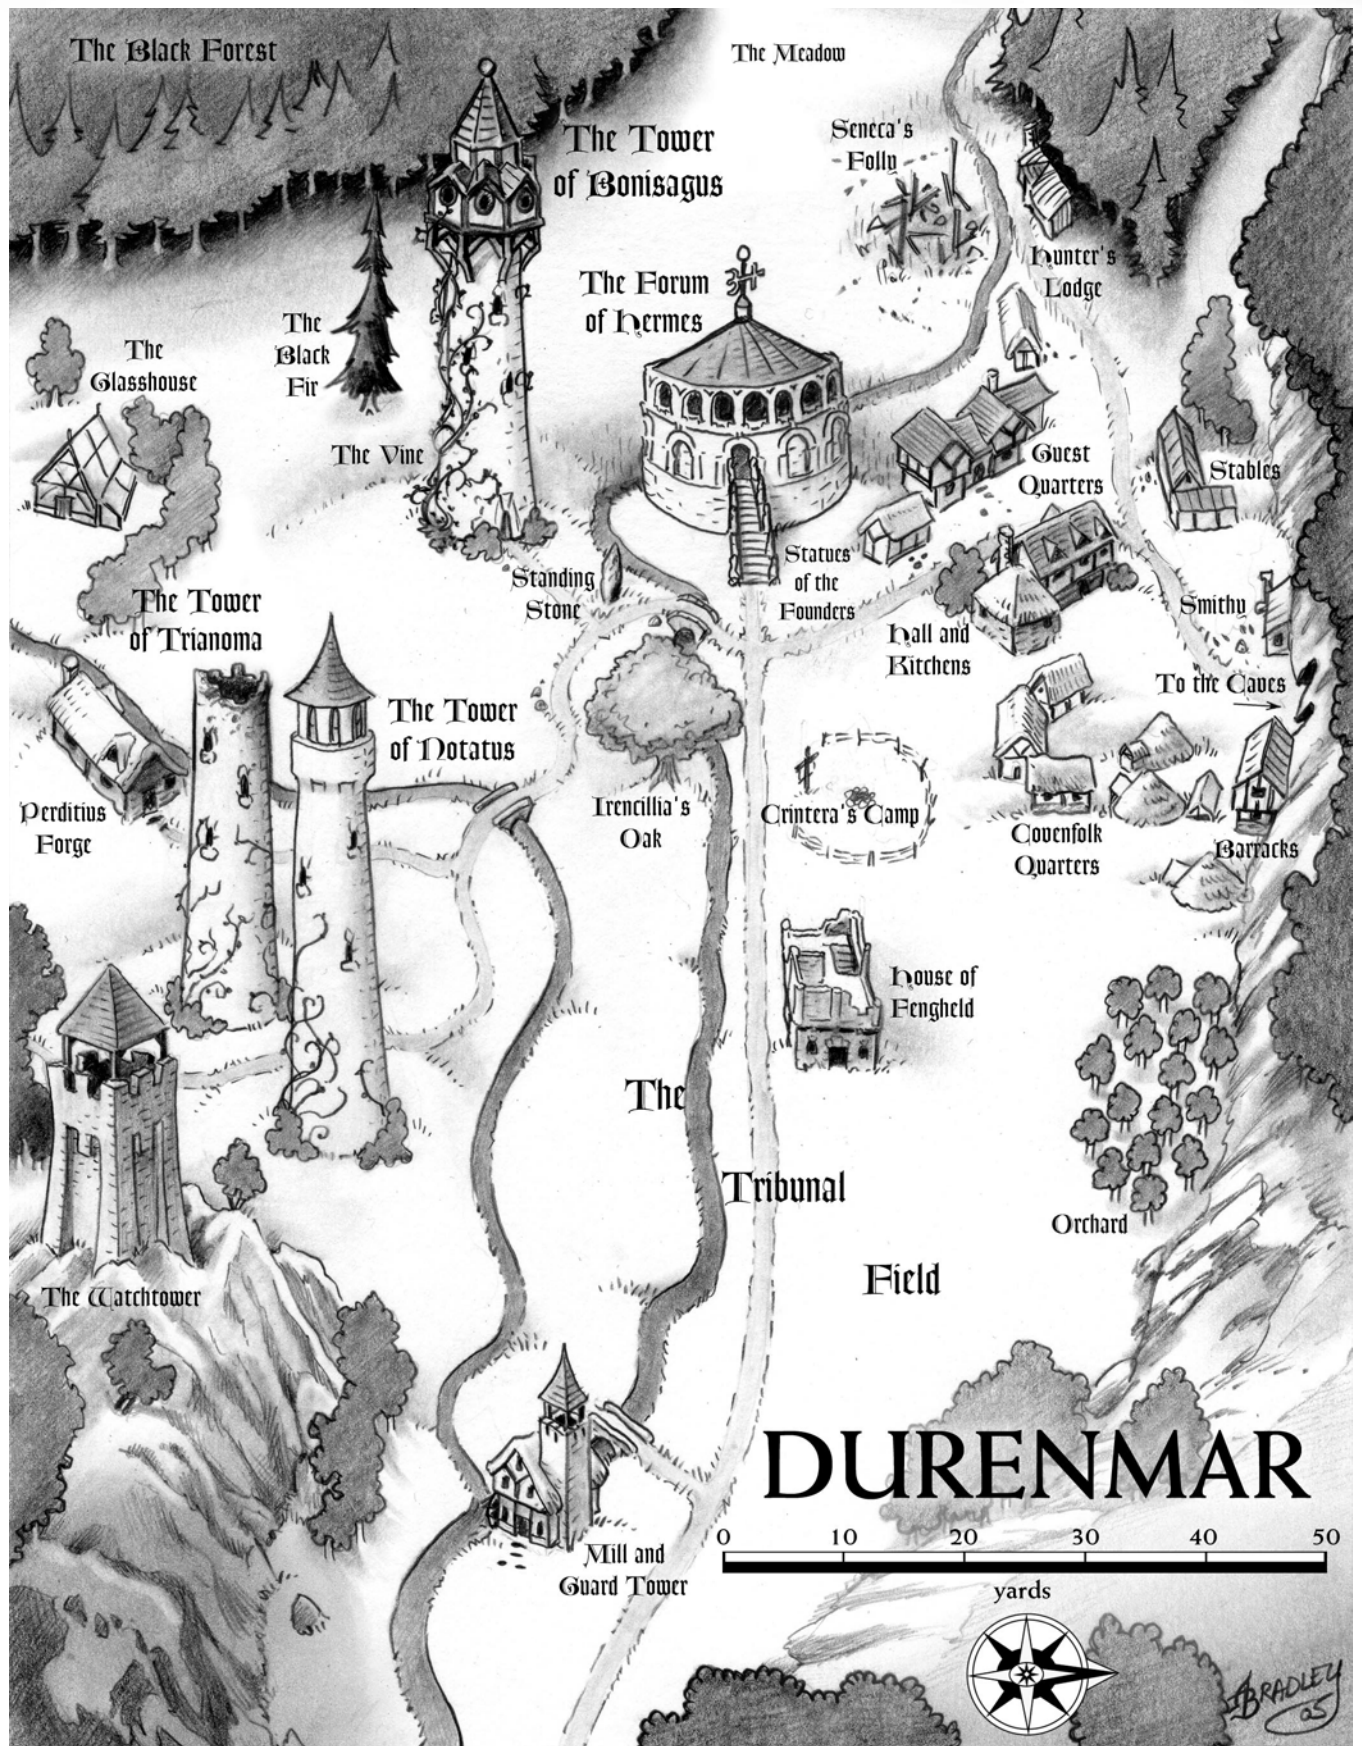 The Black Forest
The Meadow
The Tower
of Bonisagus
Seneca's
Folly
Hunter's
Lodge
The Forum
of Hermes
The
Black
Fir
The
Glasshouse
The Vine
Guest
Quarters
Stables
Standing
Stone
Statues
of the
Founders
The Tower
of Trianoma
Smithy
Hall and
Kitchens
To the Caves
The Tower
of Notatus
Perditius
Forge
Irencillia's
Oak
Crintera's Camp
Covenfolk
Quarters
Barracks
House of
Fengheld
The
Tribunal
Field
Orchard
The Watchtower
DURENMAR
0 10 20 30 40 50
yards
Mill and
Guard Tower
ABRADLEY
05